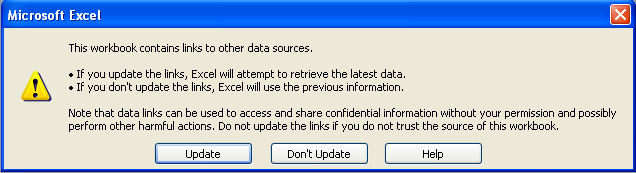 Microsoft Excel
This workbook contains links to other data sources.
• If you update the links, Excel will attempt to retrieve the latest data.
• If you don't update the links, Excel will use the previous information.
Note that data links can be used to access and share confidential information without your permission and possibly
perform other harmful actions. Do not update the links if you do not trust the source of this workbook.
Update Don't Update Help